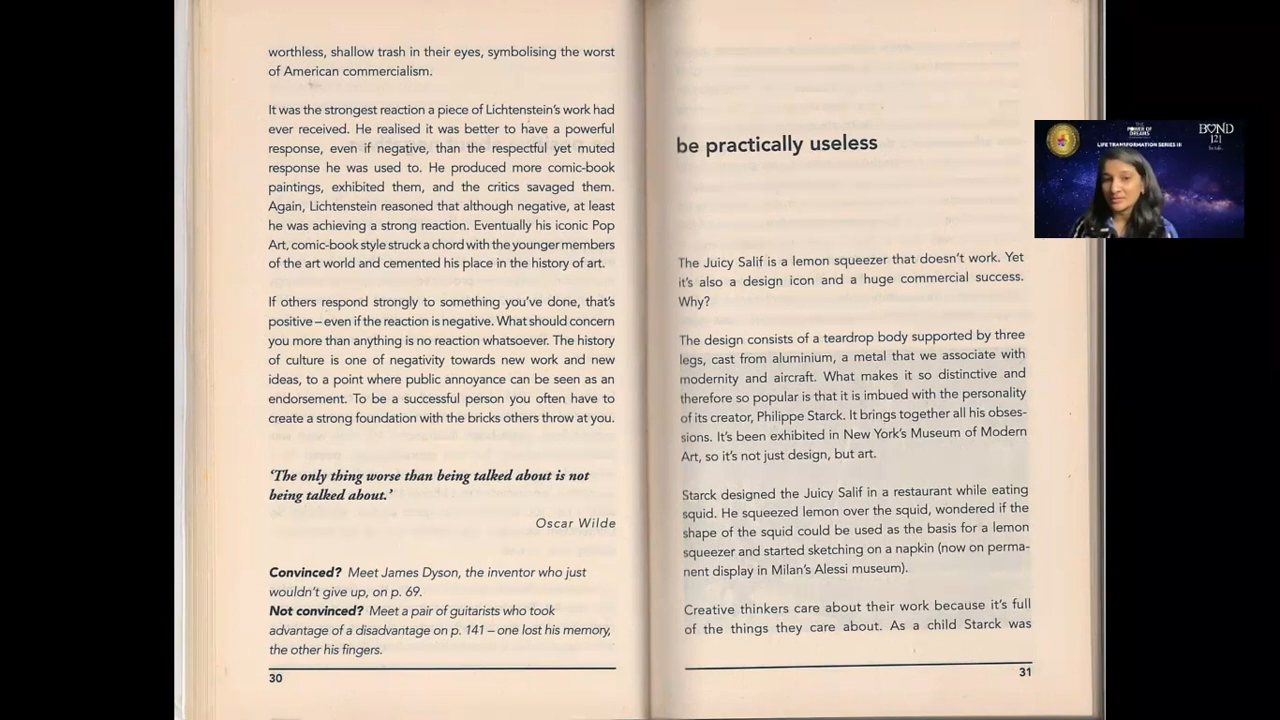 worthless, shallow trash in their eyes, symbolising the worst
of American commercialism.
It was the strongest reaction a piece of Lichtenstein's work had
ever received. He realised it was better to have a powerful
response, even if negative, than the respectful yet muted
response he was used to. He produced more comic-book
paintings, exhibited them, and the critics savaged them.
Again, Lichtenstein reasoned that although negative, at least
he was achieving a strong reaction. Eventually his iconic Pop
Art, comic-book style struck a chord with the younger members
of the art world and cemented his place in the history of art.
If others respond strongly to something you've done, that's
positive – even if the reaction is negative. What should concern
you more than anything is no reaction whatsoever. The history
of culture is one of negativity towards new work and new
ideas, to a point where public annoyance can be seen as an
endorsement. To be a successful person you often have to
create a strong foundation with the bricks others throw at you.
'The only thing worse than being talked about is not
being talked about.'
Oscar Wilde
Convinced? Meet James Dyson, the inventor who just
wouldn't give up, on p. 69.
Not convinced? Meet a pair of guitarists who took
advantage of a disadvantage on p. 141 – one lost his memory,
the other his fingers.
30
be practically useless
The Juicy Salif is a lemon squeezer that doesn't work. Yet
it's also a design icon and a huge commercial success.
Why?
The design consists of a teardrop body supported by three
legs, cast from aluminium, a metal that we associate with
modernity and aircraft. What makes it so distinctive and
therefore so popular is that it is imbued with the personality
of its creator, Philippe Starck. It brings together all his obses-
sions. It's been exhibited in New York's Museum of Modern
Art, so it's not just design, but art.
Starck designed the Juicy Salif in a restaurant while eating
squid. He squeezed lemon over the squid, wondered if the
shape of the squid could be used as the basis for a lemon
squeezer and started sketching on a napkin (now on perma-
nent display in Milan's Alessi museum).
Creative thinkers care about their work because it's full
of the things they care about. As a child Starck was
31
THE
POWER OF
DREAMS
LIFE TRANSFORMATION SERIES III
BOND
121